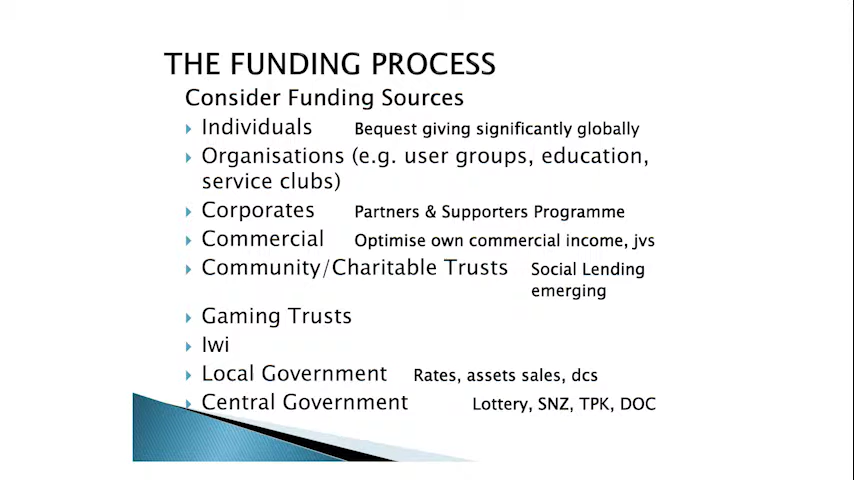 THE FUNDING PROCESS
Consider Funding Sources
Individuals Bequest giving significantly globally
Organisations (e.g. user groups, education,
service clubs)
Corporates Partners & Supporters Programme
Commercial Optimise own commercial income, jvs
Community/Charitable Trusts Social Lending
emerging
Gaming Trusts
Iwi
Local Government Rates, assets sales, dcs
Central Government Lottery, SNZ, TPK, DOC